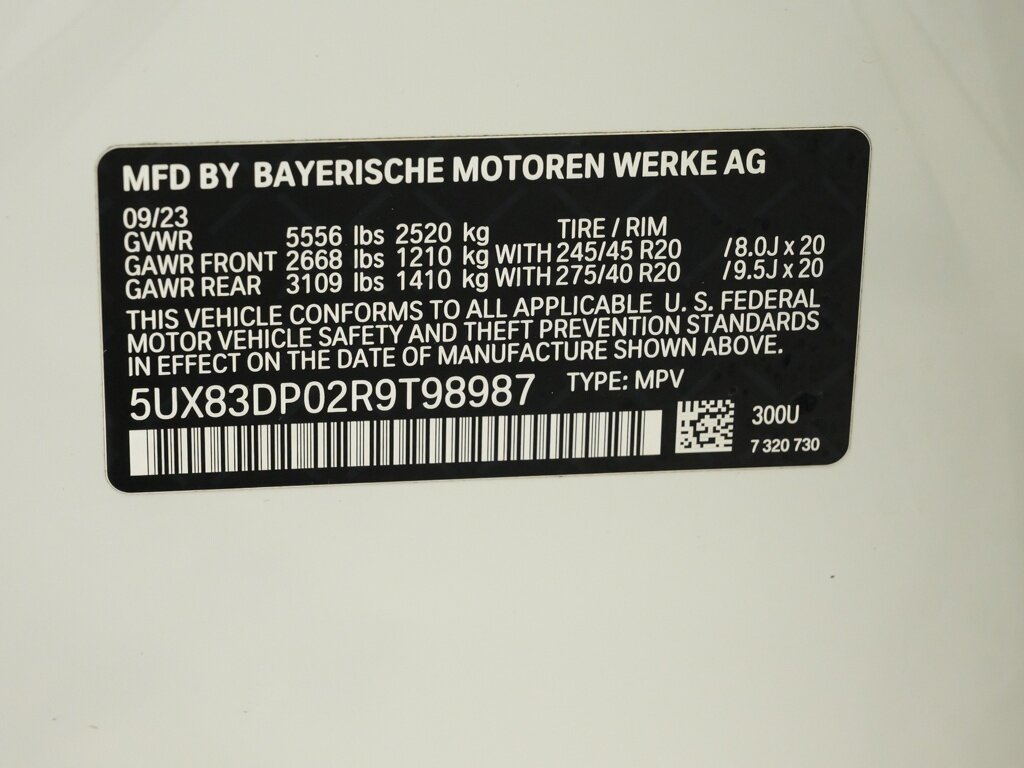 MFD BY BAYERISCHE MOTOREN WERKE AG
09/23 TIRE / RIM
GVWR 5556 lbs 2520 kg
GAWR FRONT 2668 lbs 1210 kg WITH 245/45 R20 /8.0J x 20
GAWR REAR 3109 lbs 1410 kg WITH 275/40 R20 /9.5J x 20
THIS VEHICLE CONFORMS TO ALL APPLICABLE U. S. FEDERAL
MOTOR VEHICLE SAFETY AND THEFT PREVENTION STANDARDS
IN EFFECT ON THE DATE OF MANUFACTURE SHOWN ABOVE.
5UX83DP02R9T98987 TYPE: MPV
300U
7 320 730